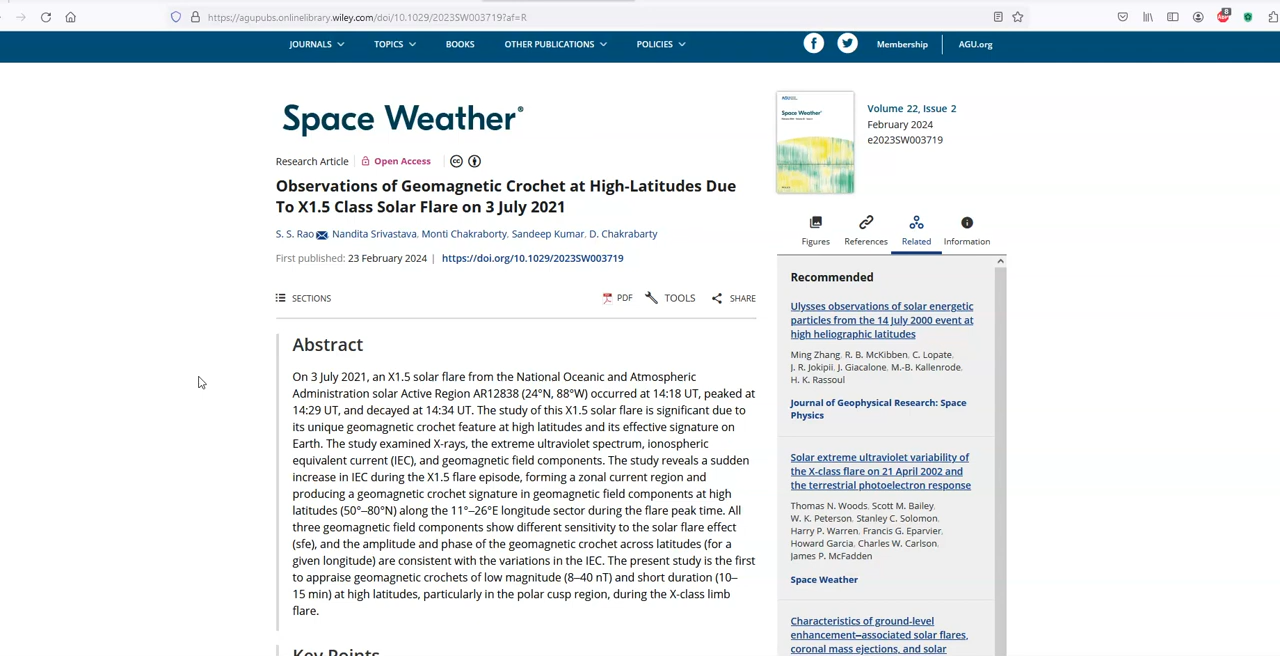 https://agupubs.onlinelibrary.wiley.com/doi/10.1029/2023SW003719?af=R
8
JOURNALS TOPICS BOOKS OTHER PUBLICATIONS POLICIES Membership AGU.org
Space Weather®
Research Article Open Access
Observations of Geomagnetic Crochet at High-Latitudes Due
To X1.5 Class Solar Flare on 3 July 2021
S. S. Rao, Nandita Srivastava, Monti Chakraborty, Sandeep Kumar, D. Chakrabarty
First published: 23 February 2024 | https://doi.org/10.1029/2023SW003719
SECTIONS PDF TOOLS SHARE
Abstract
On 3 July 2021, an X1.5 solar flare from the National Oceanic and Atmospheric
Administration solar Active Region AR12838 (24°N, 88°W) occurred at 14:18 UT, peaked at
14:29 UT, and decayed at 14:34 UT. The study of this X1.5 solar flare is significant due to
its unique geomagnetic crochet feature at high latitudes and its effective signature on
Earth. The study examined X-rays, the extreme ultraviolet spectrum, ionospheric
equivalent current (IEC), and geomagnetic field components. The study reveals a sudden
increase in IEC during the X1.5 flare episode, forming a zonal current region and
producing a geomagnetic crochet signature in geomagnetic field components at high
latitudes (50°–80°N) along the 11°–26°E longitude sector during the flare peak time. All
three geomagnetic field components show different sensitivity to the solar flare effect
(sfe), and the amplitude and phase of the geomagnetic crochet across latitudes (for a
given longitude) are consistent with the variations in the IEC. The present study is the first
to appraise geomagnetic crochets of low magnitude (8–40 nT) and short duration (10–
15 min) at high latitudes, particularly in the polar cusp region, during the X-class limb
flare.
Key Points
Space Weather®
Volume 22, Issue 2
February 2024
e2023SW003719
Figures References Related Information
Recommended
Ulysses observations of solar energetic
particles from the 14 July 2000 event at
high heliographic latitudes
Ming Zhang, R. B. McKibben, C. Lopate,
J. R. Jokipii, J. Giacalone, M.-B. Kallenrode,
H. K. Rassoul
Journal of Geophysical Research: Space
Physics
Solar extreme ultraviolet variability of
the X-class flare on 21 April 2002 and
the terrestrial photoelectron response
Thomas N. Woods, Scott M. Bailey,
W. K. Peterson, Stanley C. Solomon,
Harry P. Warren, Francis G. Eparvier,
Howard Garcia, Charles W. Carlson,
James P. McFadden
Space Weather
Characteristics of ground-level
enhancement–associated solar flares,
coronal mass ejections, and solar